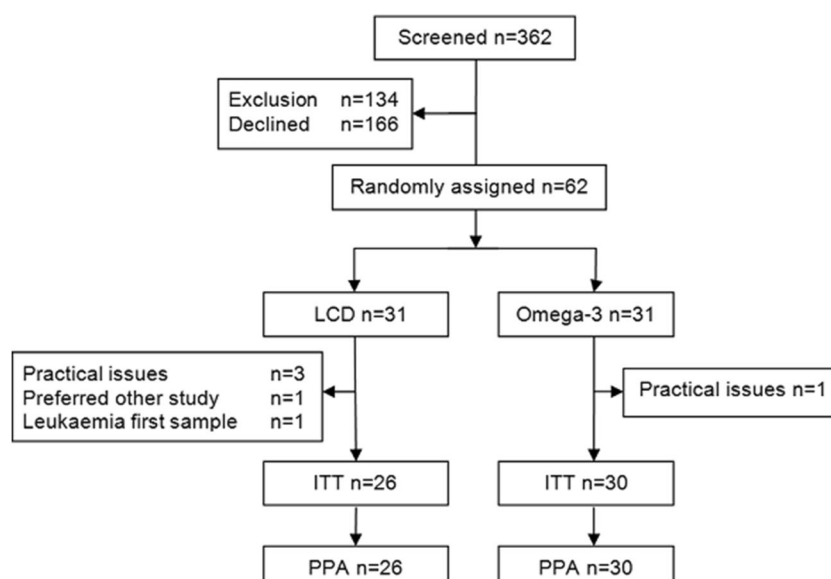 Screened n=362
Exclusion n=134
Declined n=166
Randomly assigned n=62
LCD n=31
Omega-3 n=31
Practical issues n=3
Preferred other study n=1
Leukaemia first sample n=1
Practical issues n=1
ITT n=26
ITT n=30
PPA n=26
PPA n=30